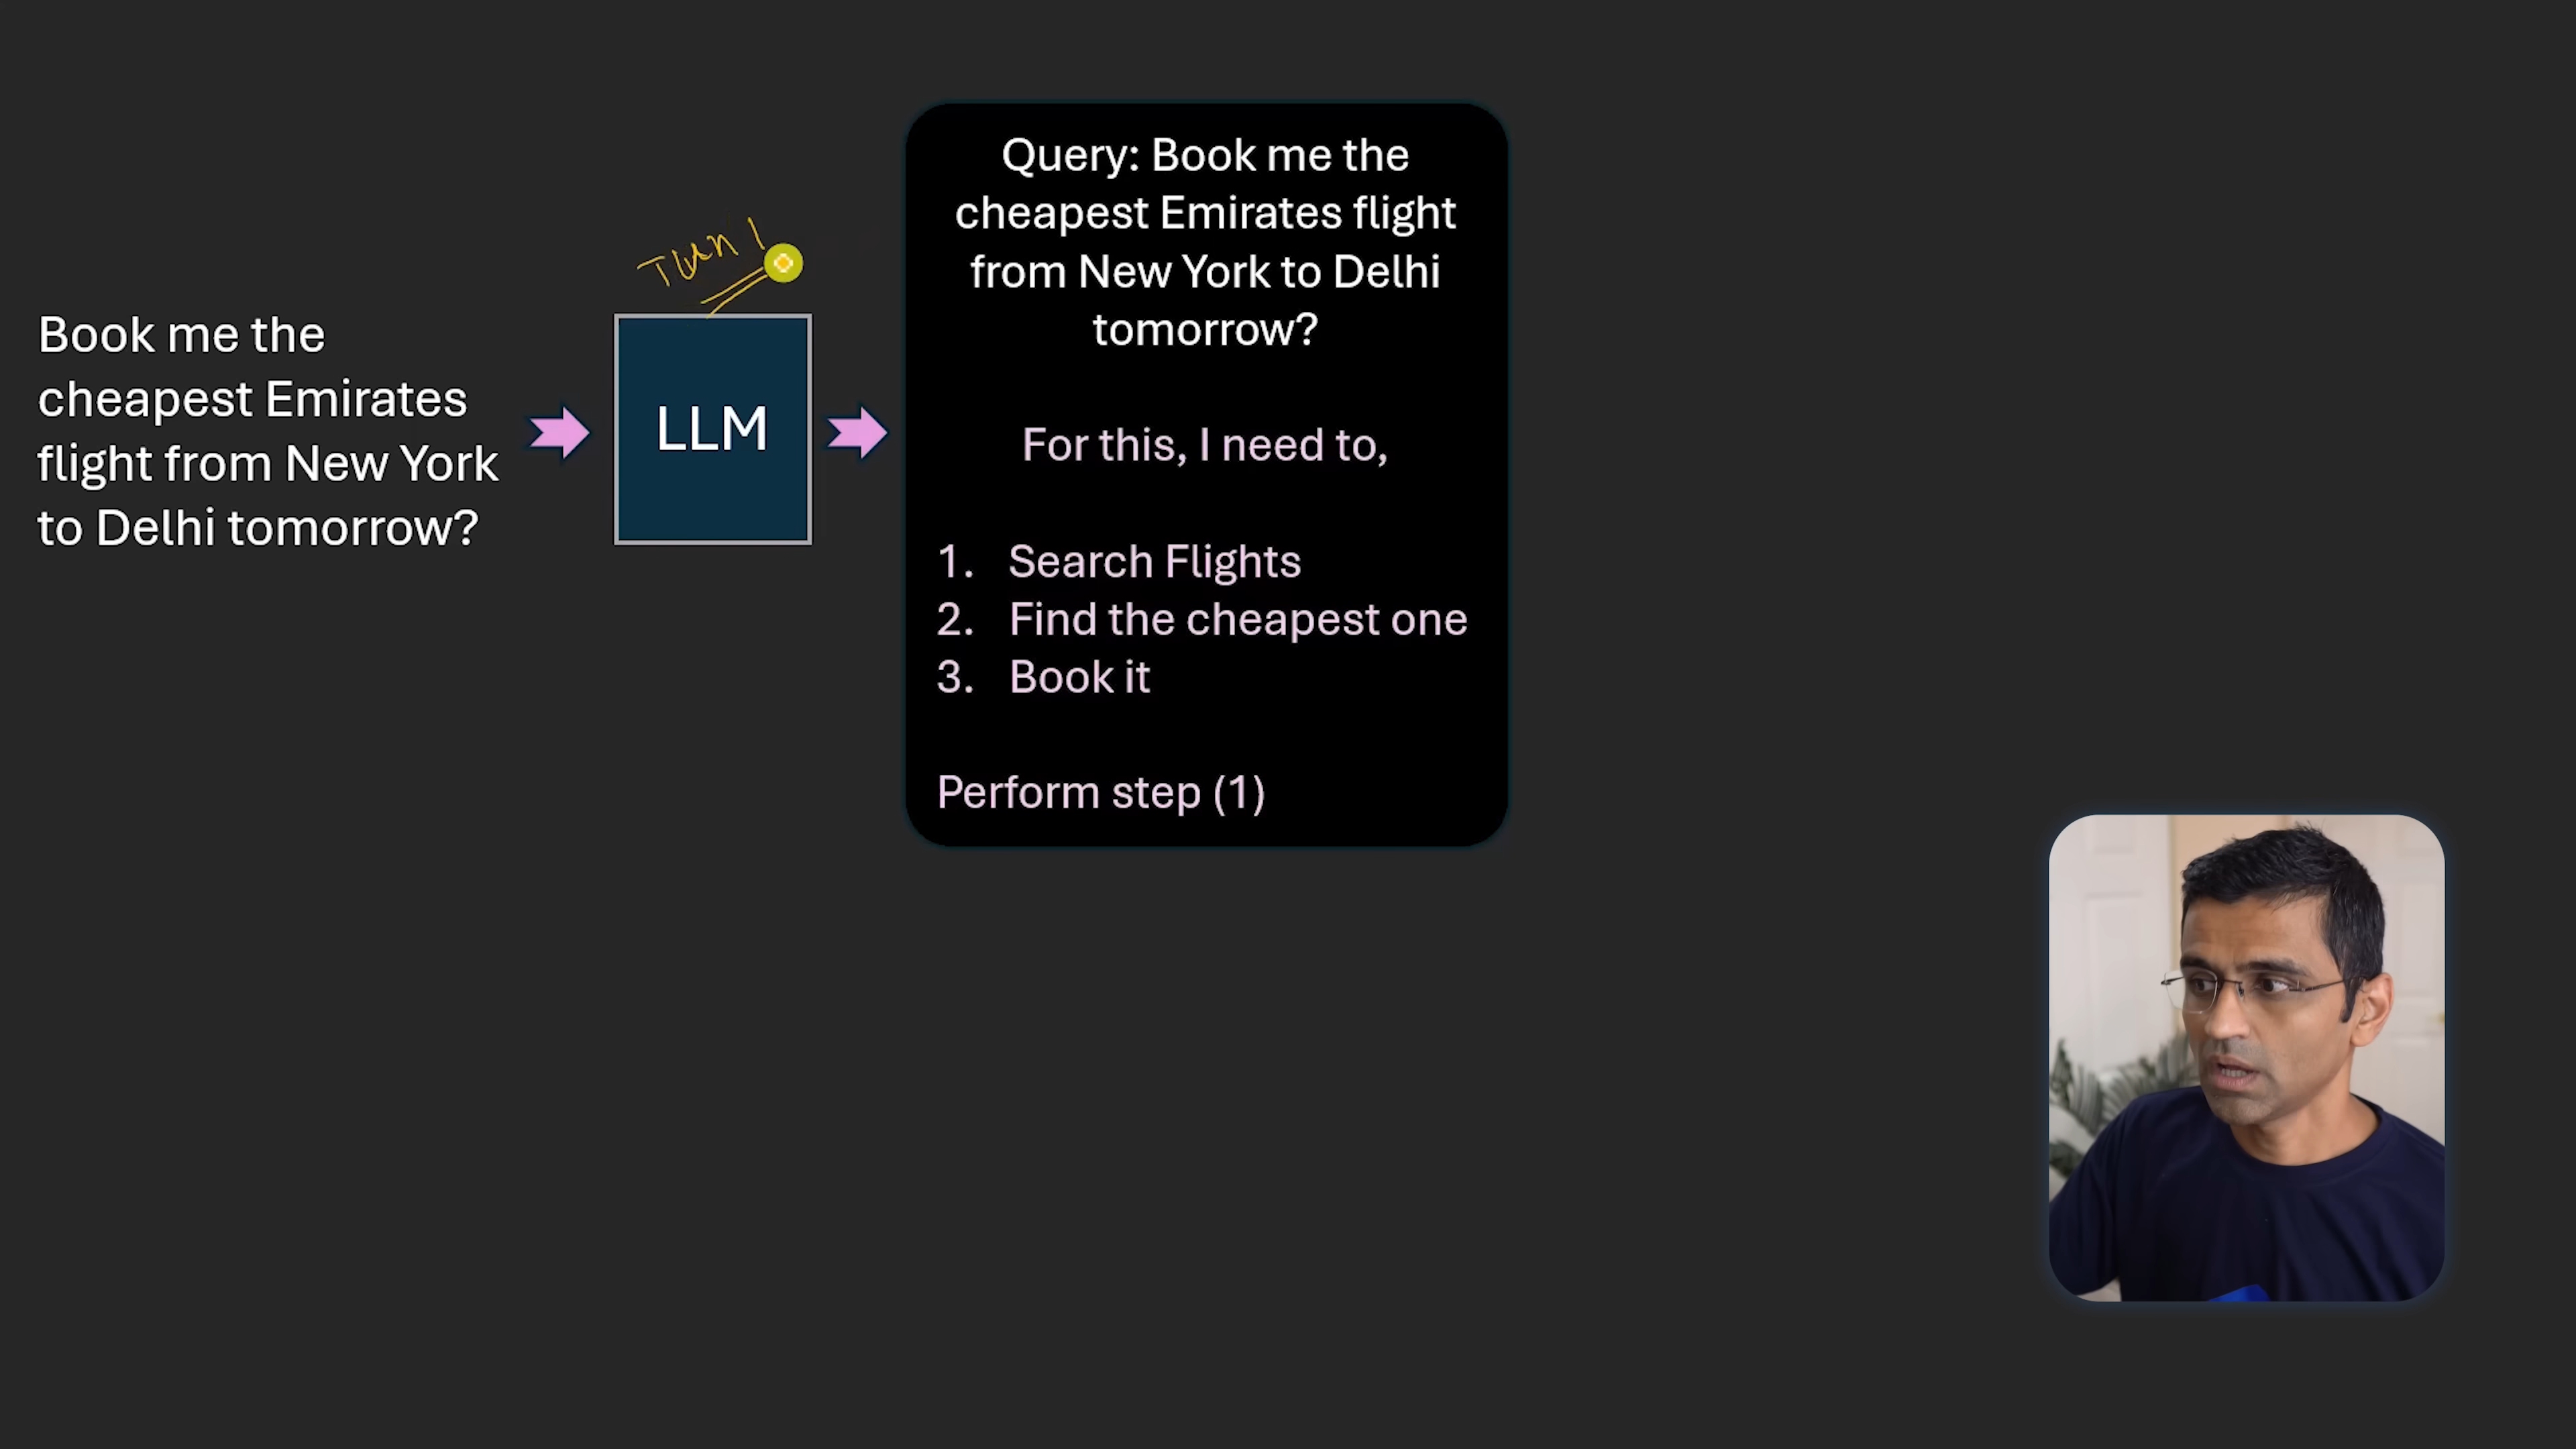 Book me the
cheapest Emirates
flight from New York
to Delhi tomorrow?
Turn 1
LLM
Query: Book me the
cheapest Emirates flight
from New York to Delhi
tomorrow?
For this, I need to,
1. Search Flights
2. Find the cheapest one
3. Book it
Perform step (1)